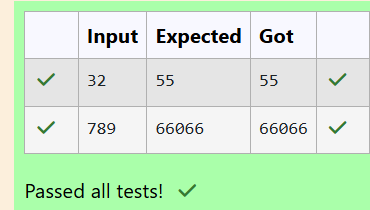 Input Expected Got
32 55 55
789 66066 66066
Passed all tests!